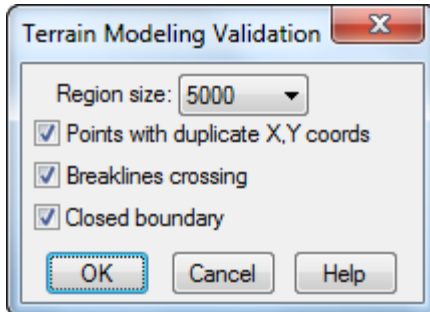 Terrain Modeling Validation
Region size: 5000
Points with duplicate X,Y coords
Breaklines crossing
Closed boundary
OK Cancel Help